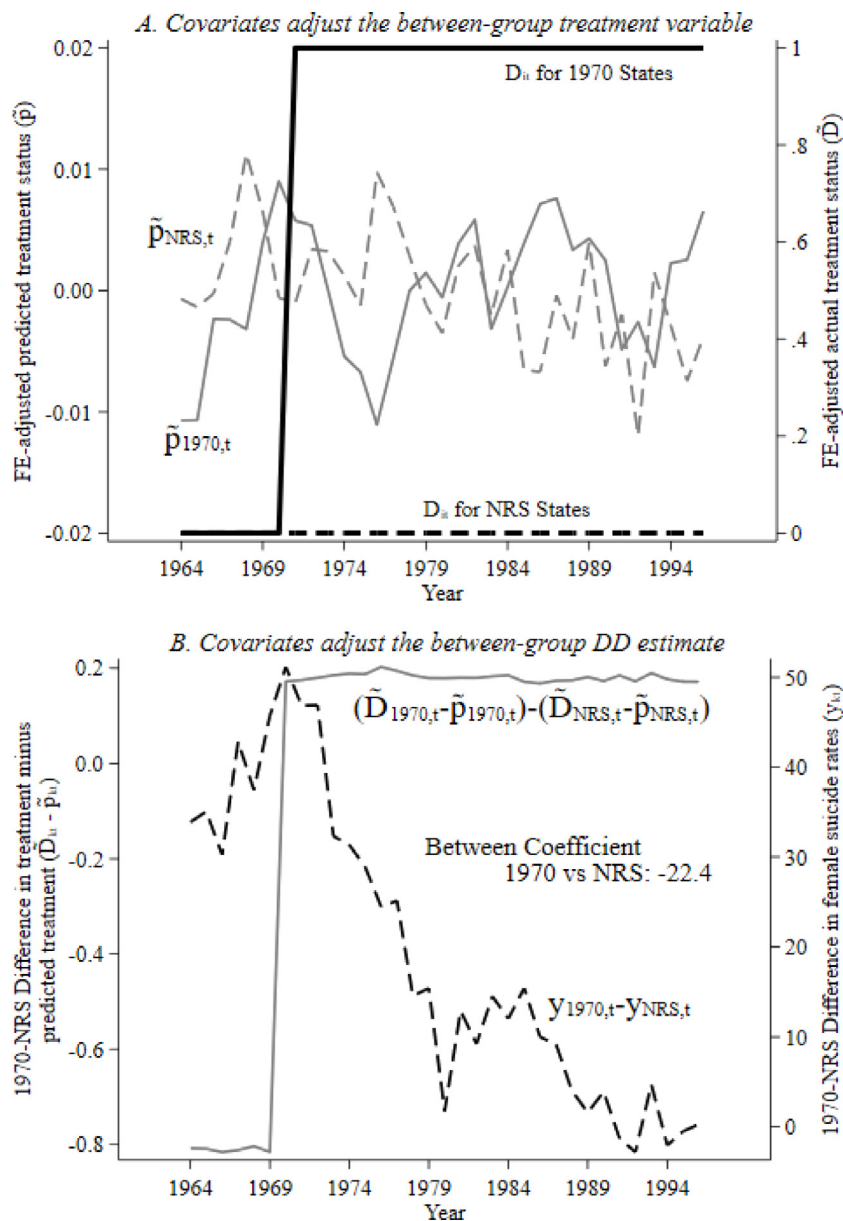 A. Covariates adjust the between-group treatment variable
FE-adjusted predicted treatment status (p̃)
0.02
0.01
0.00
-0.01
-0.02
Dᵢₜ for 1970 States
p̃NRS,t
p̃1970,t
Dᵢₜ for NRS States
1
.8
.6
.4
.2
0
FE-adjusted actual treatment status (D̃)
1964 1969 1974 1979 1984 1989 1994
Year
B. Covariates adjust the between-group DD estimate
1970-NRS Difference in treatment minus
predicted treatment (D̃ₖₜ - p̃ₖₜ)
0.2
0.0
-0.2
-0.4
-0.6
-0.8
(D̃1970,t-p̃1970,t)-(D̃NRS,t-p̃NRS,t)
Between Coefficient
1970 vs NRS: -22.4
y1970,t-yNRS,t
50
40
30
20
10
0
1970-NRS Difference in female suicide rates (yₖₜ)
1964 1969 1974 1979 1984 1989 1994
Year